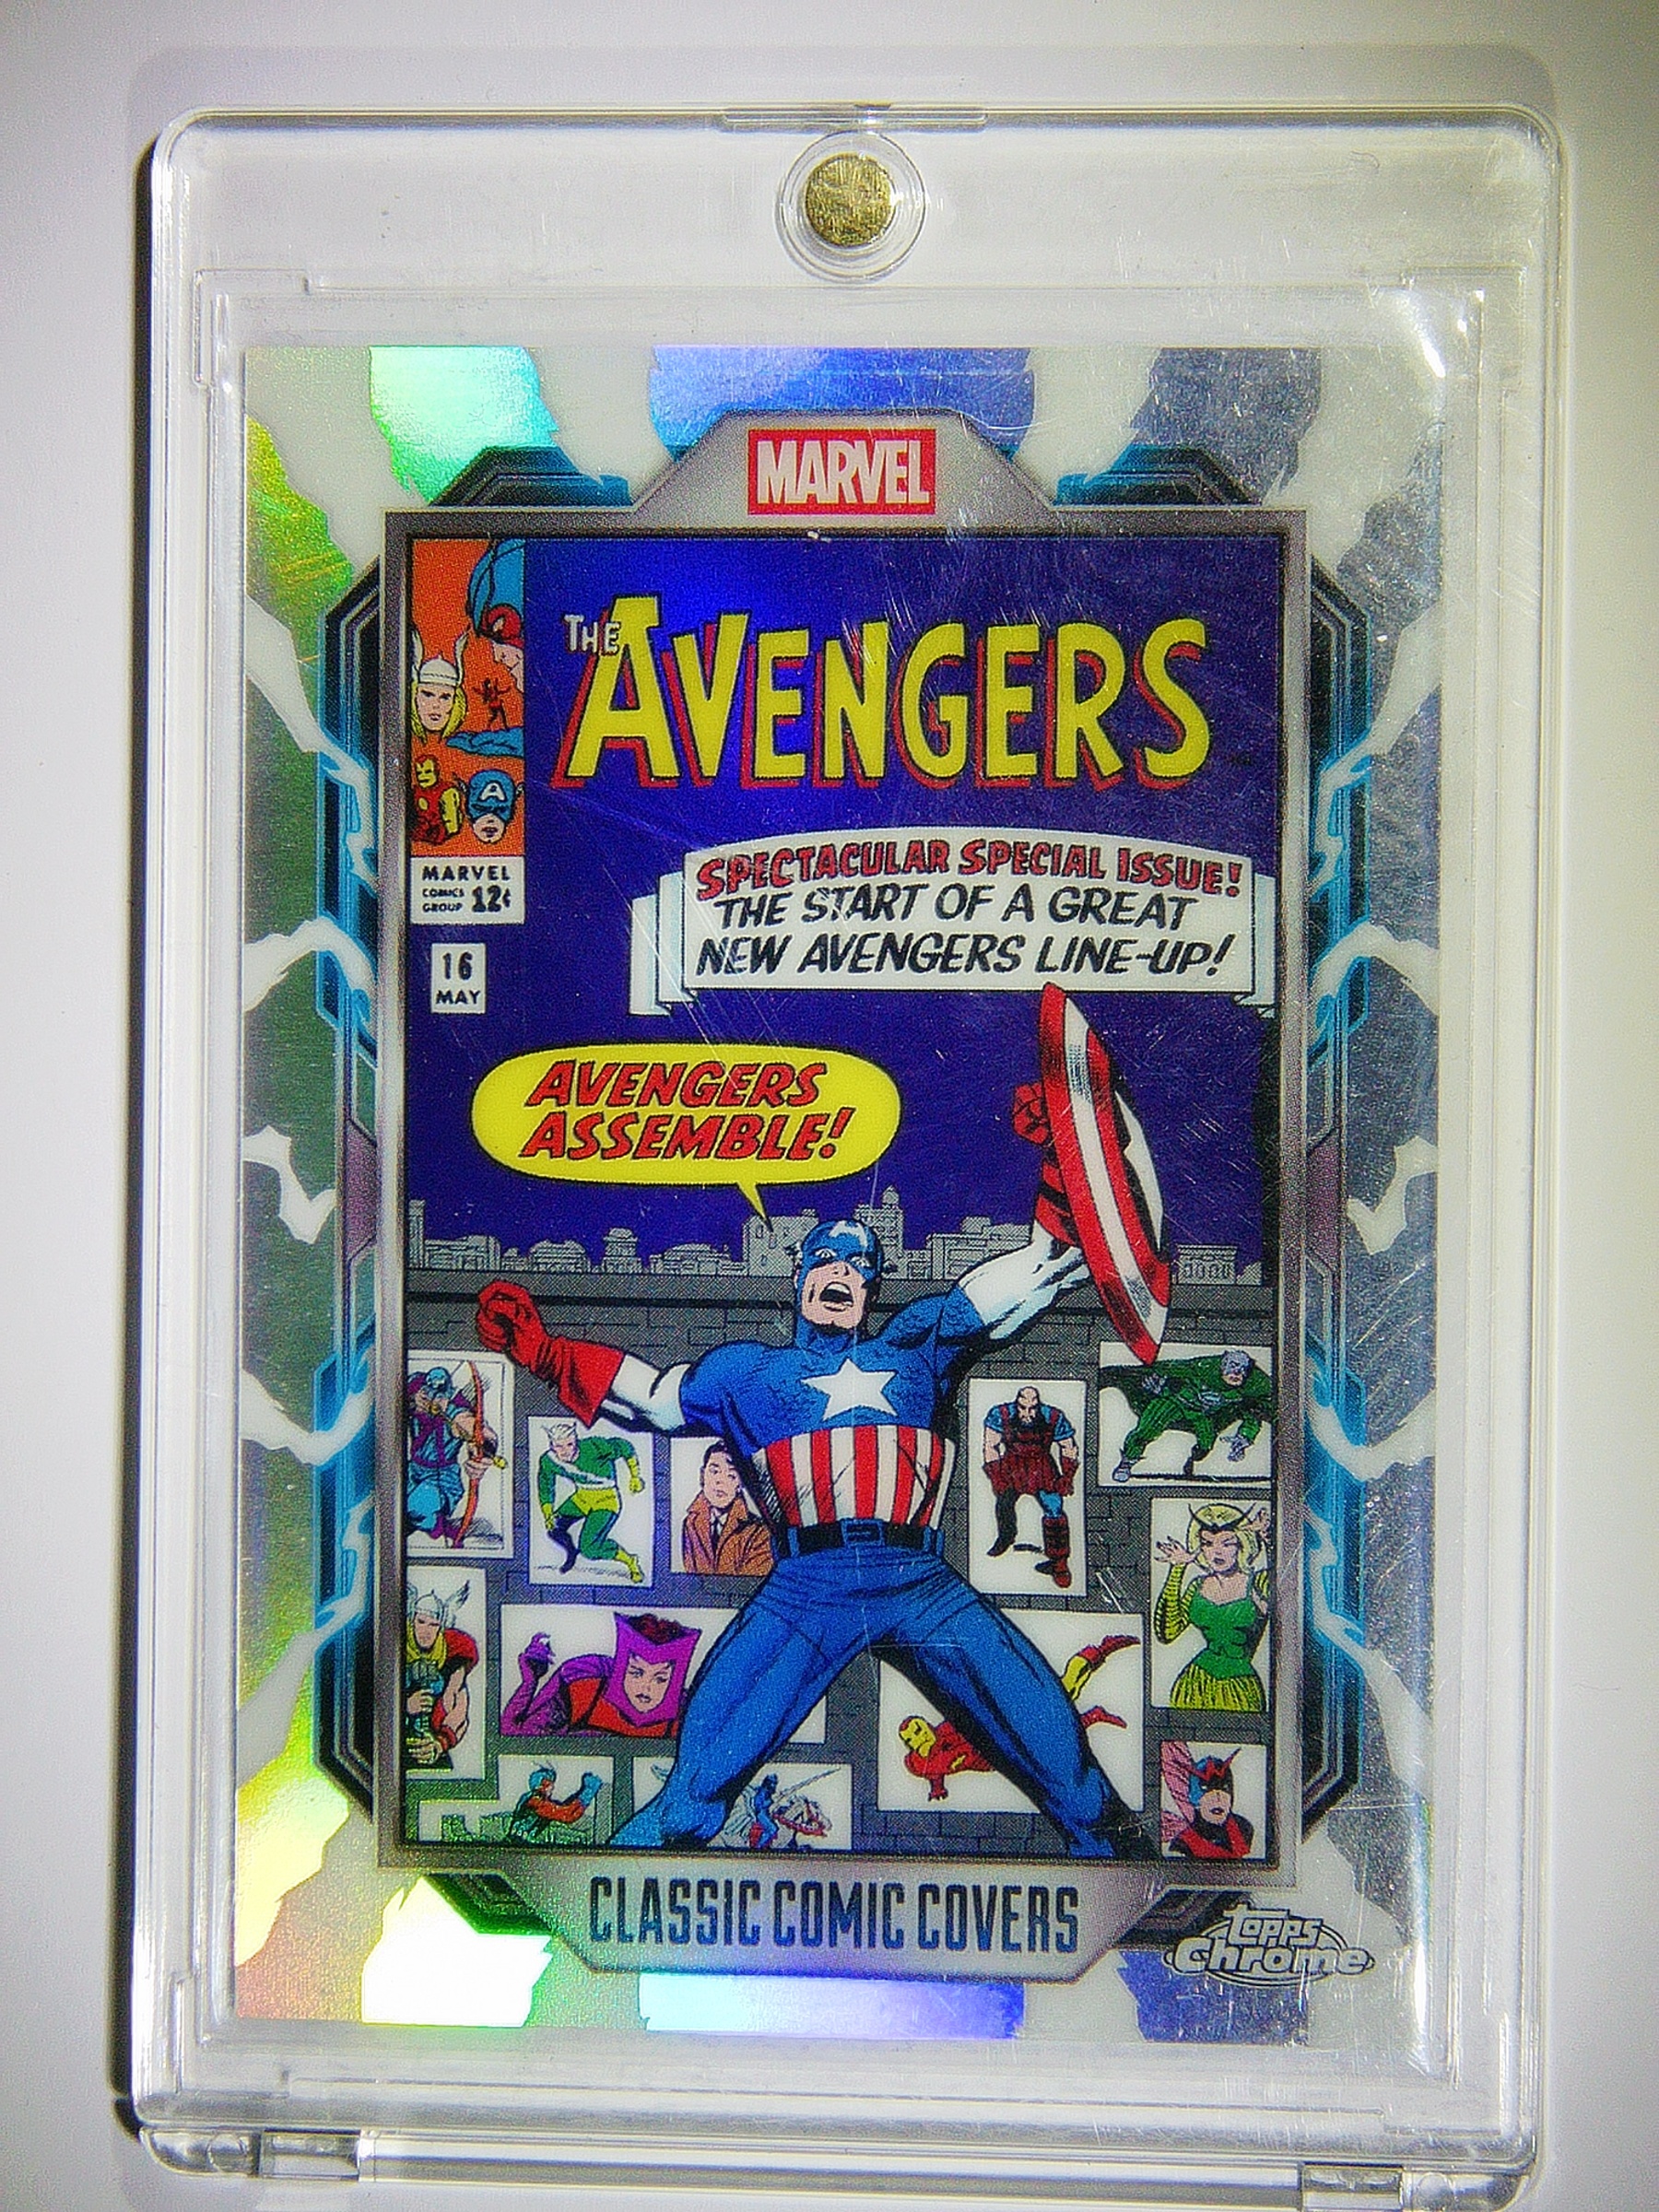 MARVEL
THE AVENGERS
MARVEL
COMICS
GROUP 12¢
16
MAY
SPECTACULAR SPECIAL ISSUE!
THE START OF A GREAT
NEW AVENGERS LINE-UP!
AVENGERS
ASSEMBLE!
A
CLASSIC COMIC COVERS
Topps
Chrome